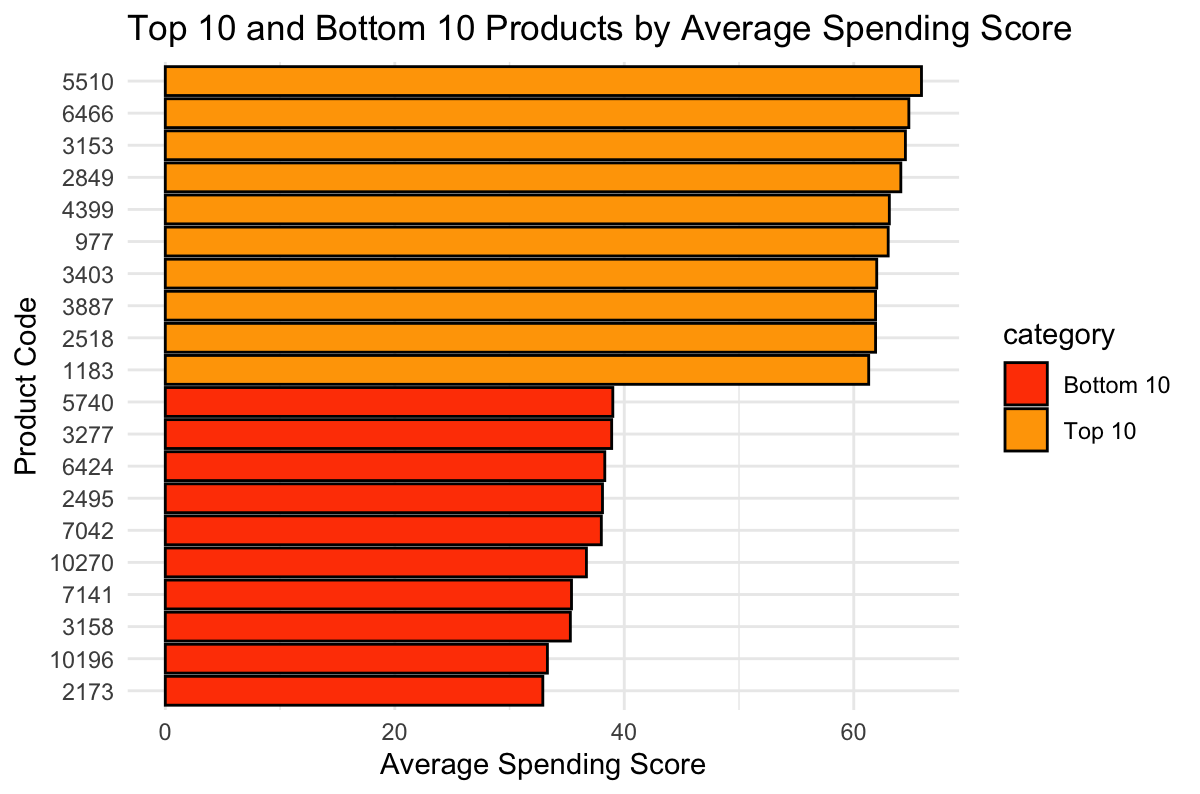 Top 10 and Bottom 10 Products by Average Spending Score
5510
6466
3153
2849
4399
977
3403
3887
2518
1183
5740
3277
6424
2495
7042
10270
7141
3158
10196
2173
Product Code
0 20 40 60
Average Spending Score
category
Bottom 10
Top 10